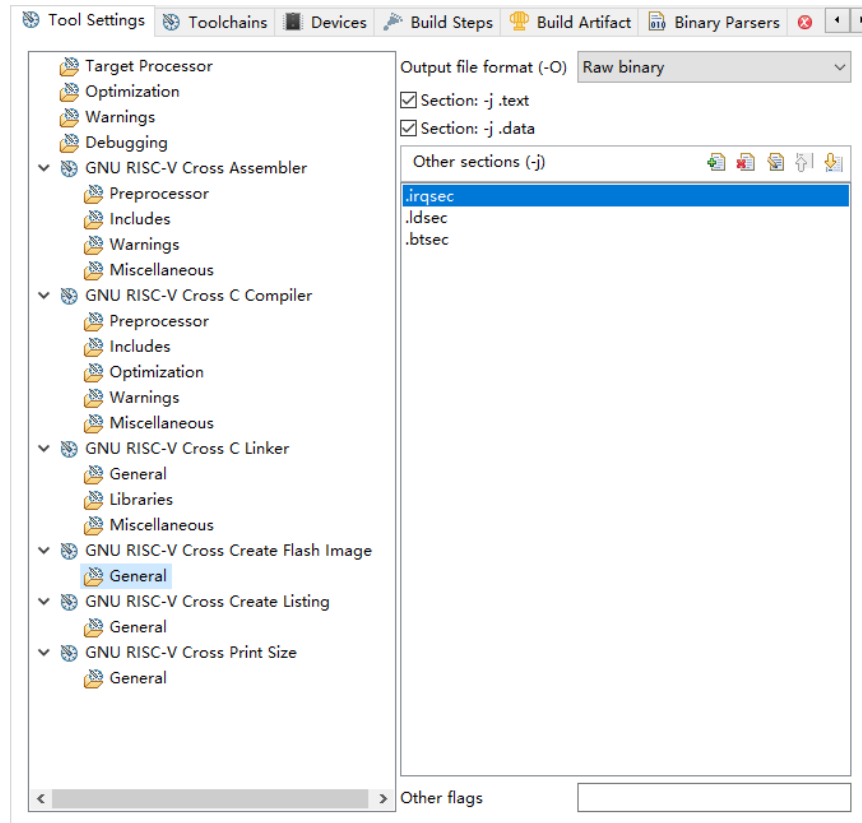 Tool Settings
Toolchains
Devices
Build Steps
Build Artifact
Binary Parsers
Target Processor
Optimization
Warnings
Debugging
GNU RISC-V Cross Assembler
Preprocessor
Includes
Warnings
Miscellaneous
GNU RISC-V Cross C Compiler
Preprocessor
Includes
Optimization
Warnings
Miscellaneous
GNU RISC-V Cross C Linker
General
Libraries
Miscellaneous
GNU RISC-V Cross Create Flash Image
General
GNU RISC-V Cross Create Listing
General
GNU RISC-V Cross Print Size
General
Output file format (-O)
Raw binary
Section: -j .text
Section: -j .data
Other sections (-j)
.irqsec
.ldsec
.btsec
Other flags